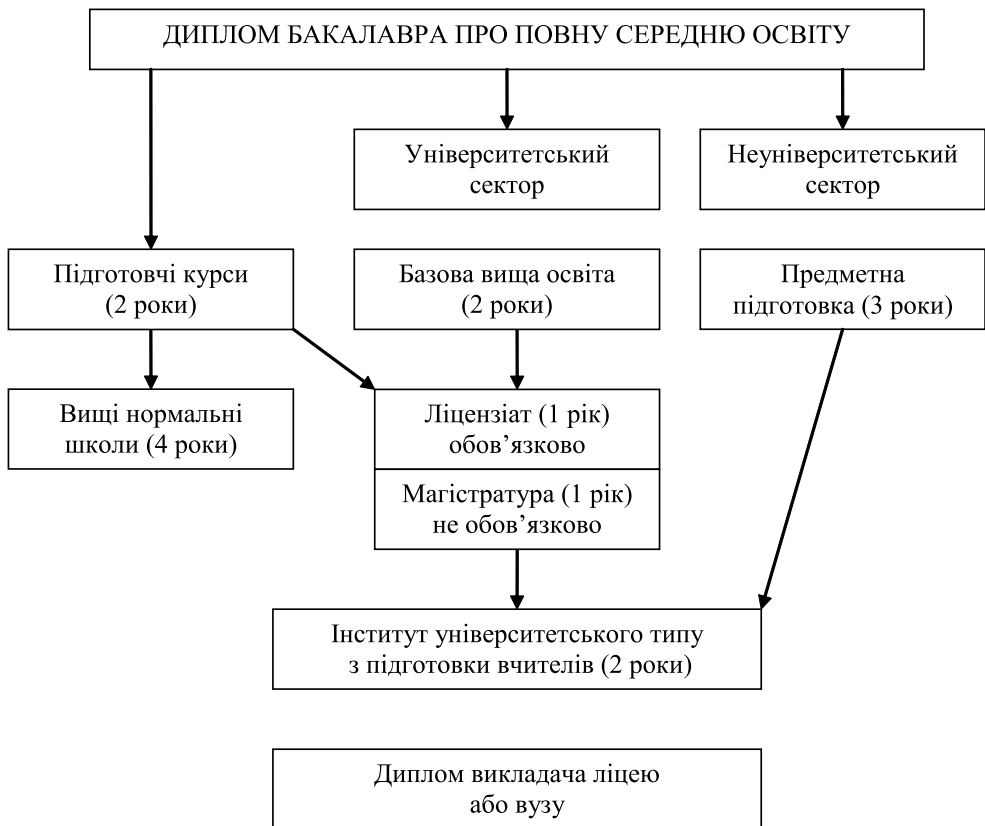 ДИПЛОМ БАКАЛАВРА ПРО ПОВНУ СЕРЕДНЮ ОСВІТУ
Університетський
сектор
Неуніверситетський
сектор
Підготовчі курси
(2 роки)
Базова вища освіта
(2 роки)
Предметна
підготовка (3 роки)
Вищі нормальні
школи (4 роки)
Ліцензіат (1 рік)
обов’язково
Магістратура (1 рік)
не обов’язково
Інститут університетського типу
з підготовки вчителів (2 роки)
Диплом викладача ліцею
або вузу